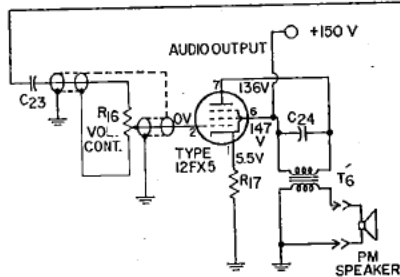 +150 V
AUDIO OUTPUT
7
136V
C23
R16
VOL.
CONT.
0V
2
6
147
V
C24
TYPE
12FX5
1
5.5V
R17
T6
PM
SPEAKER